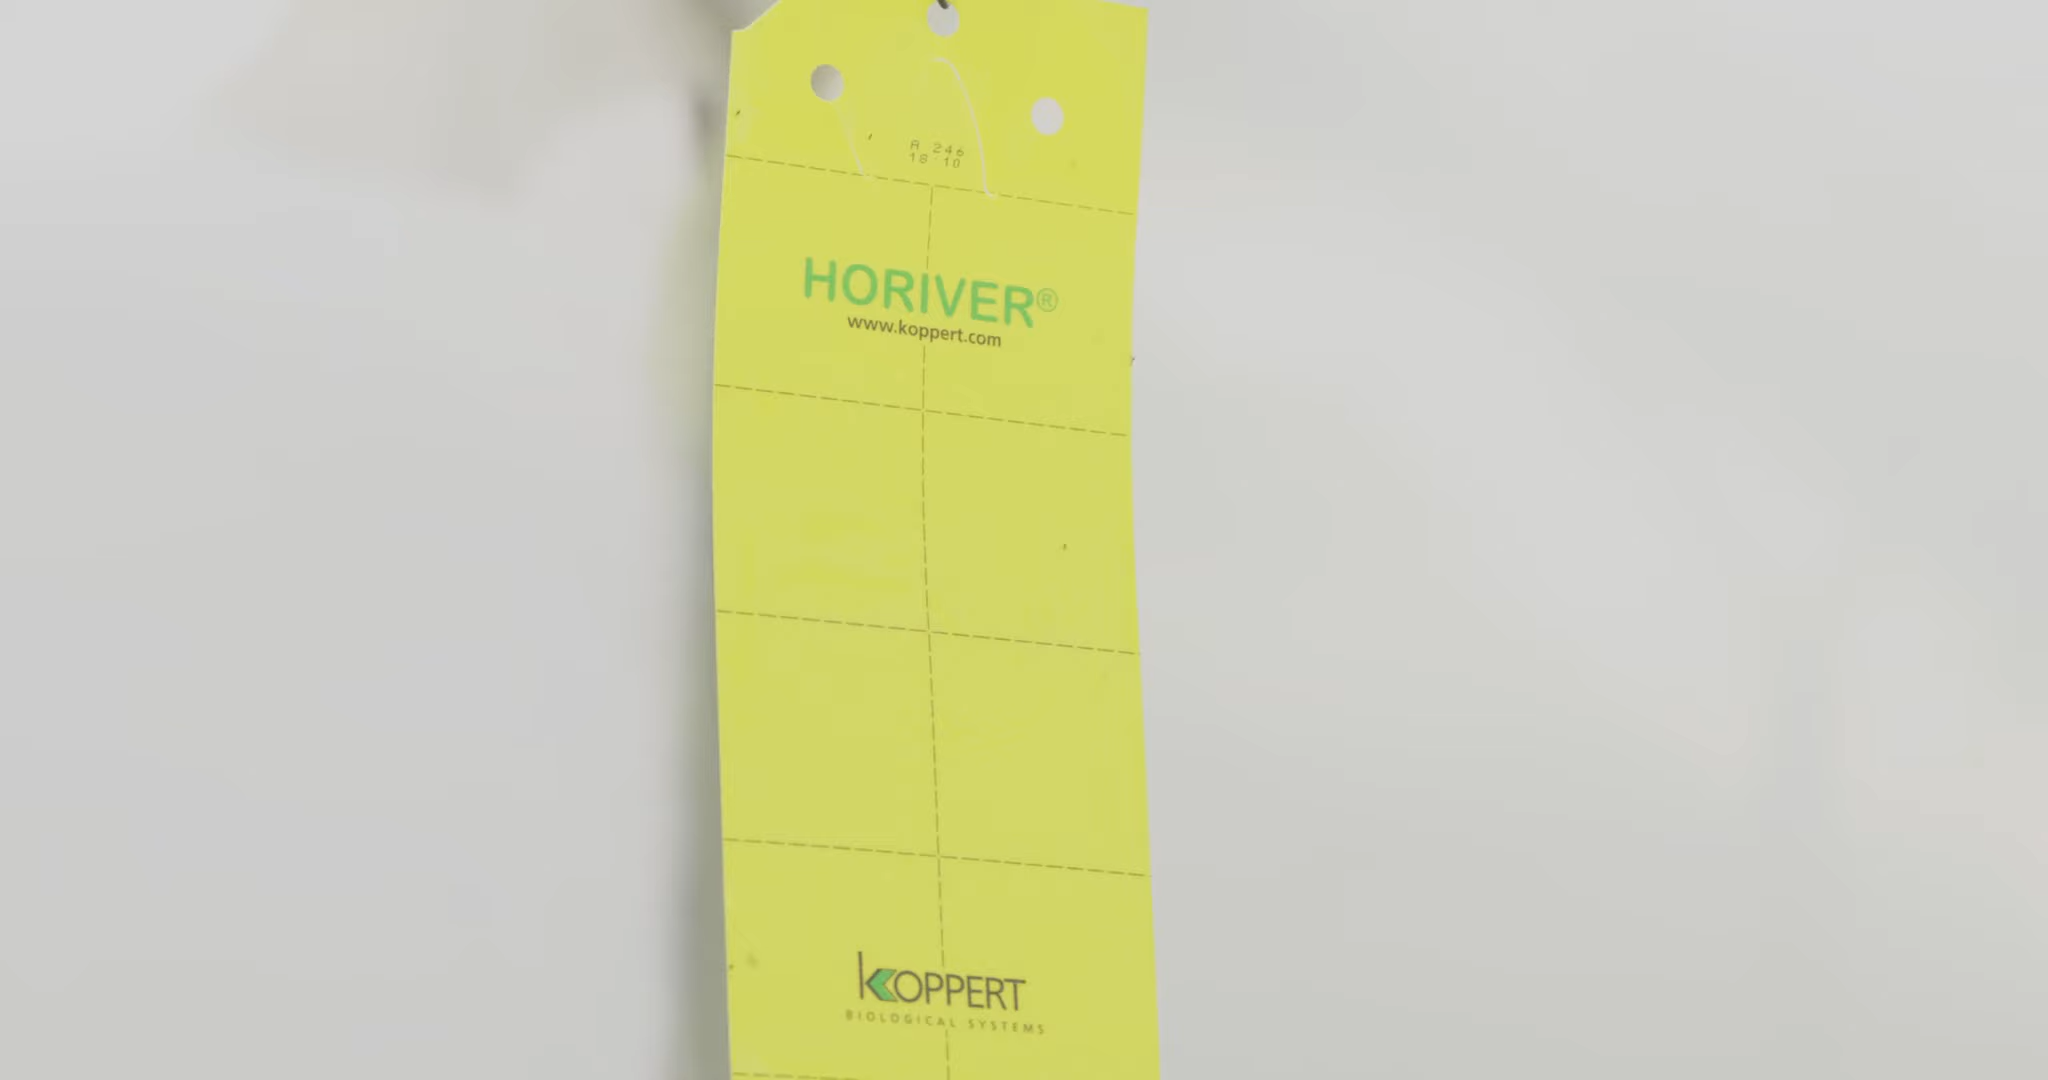 A 246
18 10
HORIVER®
www.koppert.com
KOPPERT
BIOLOGICAL SYSTEMS